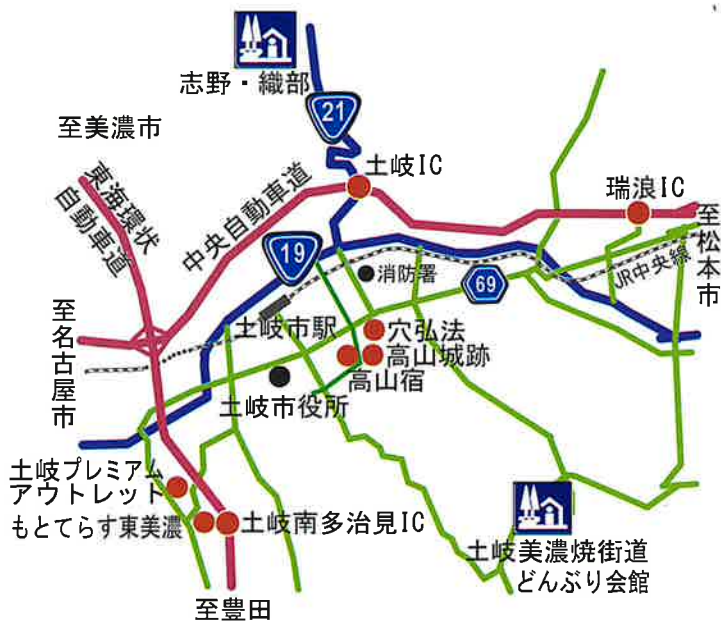 志野・織部
21
至美濃市
土岐IC
東海環状
自動車道
中央自動車道
瑞浪IC
至松本市
19
消防署
69
JR中央線
至名古屋市
土岐市駅
穴弘法
高山城跡
高山宿
土岐市役所
土岐プレミアム
アウトレット
もとてらす東美濃
土岐南多治見IC
土岐美濃焼街道
どんぶり会館
至豊田